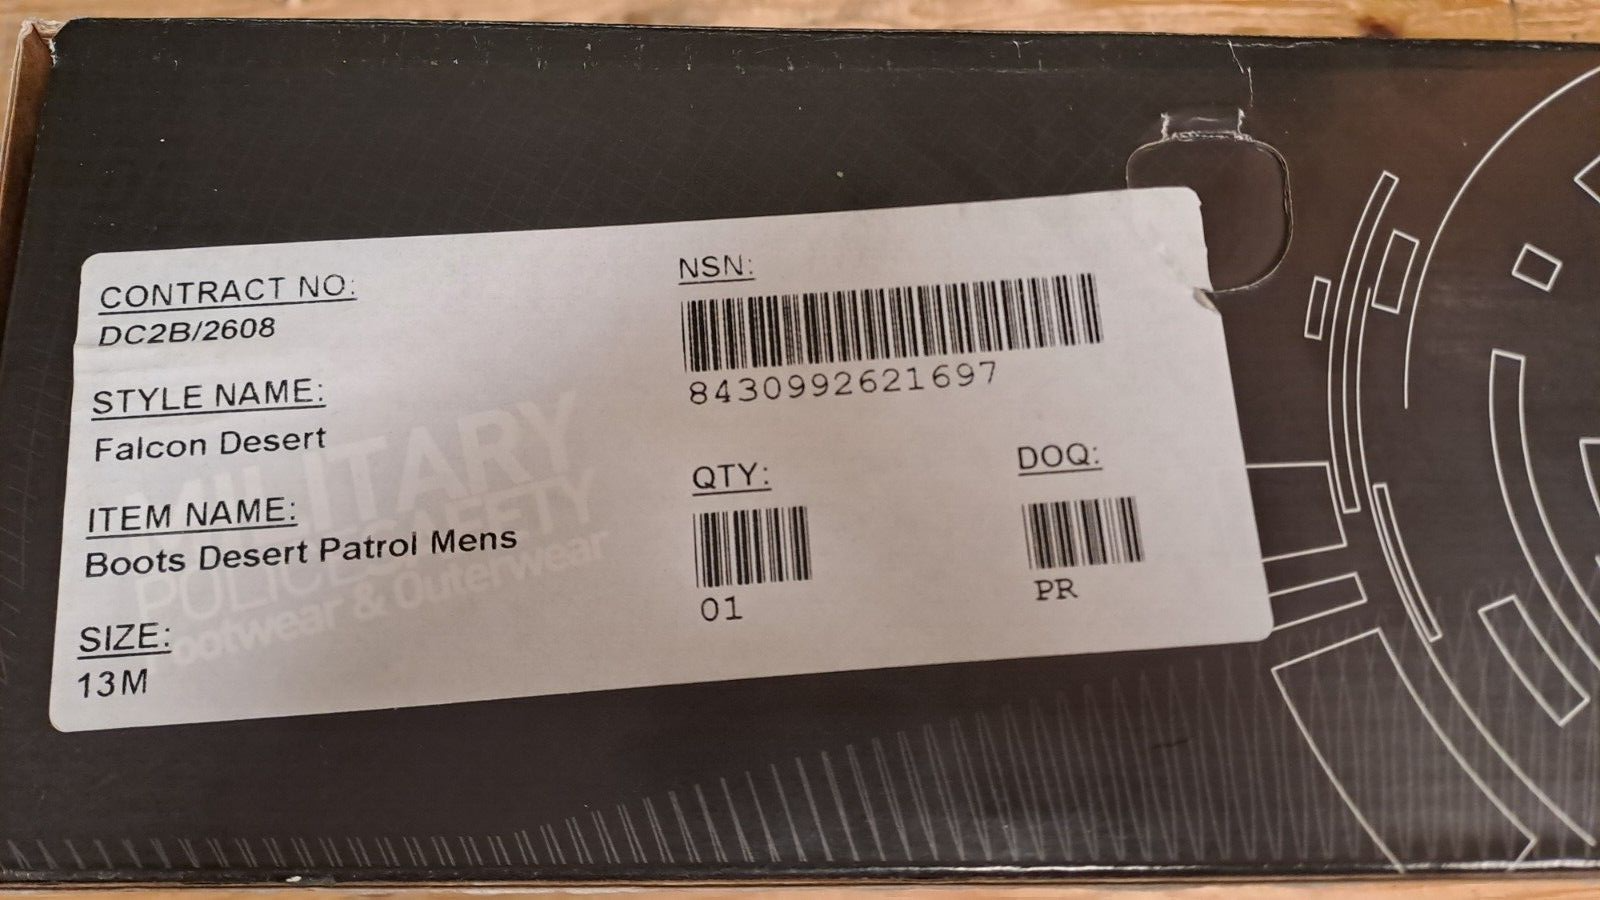 CONTRACT NO:
DC2B/2608
STYLE NAME:
Falcon Desert
ITEM NAME:
Boots Desert Patrol Mens
SIZE:
13M
NSN:
8430992621697
QTY:
01
DOQ:
PR
MILITARY
POLICE SAFETY
ootwear & Outerwear